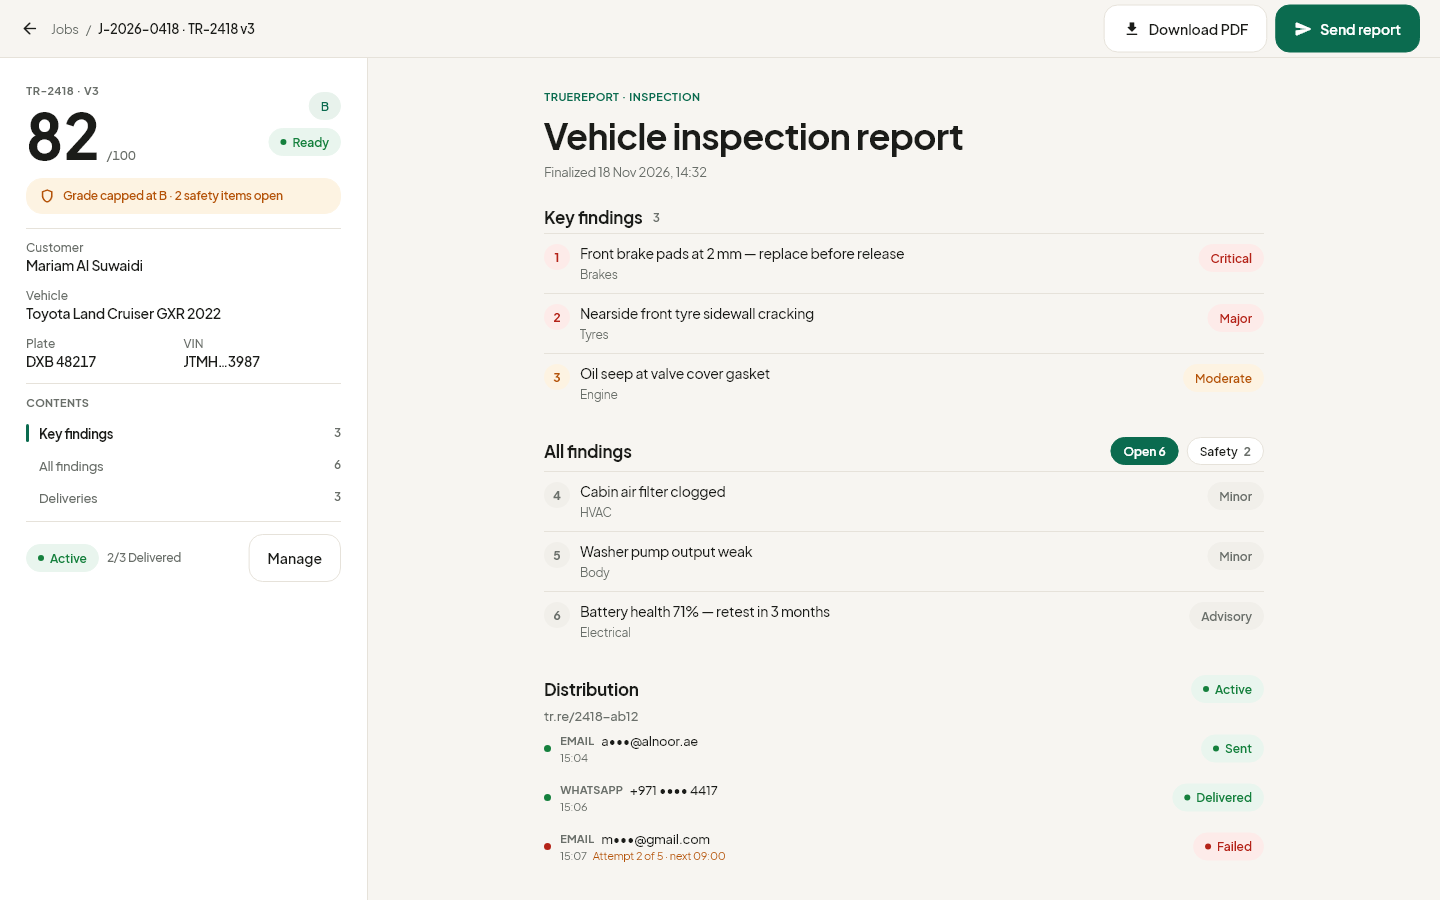 Jobs / J-2026-0418 · TR-2418 v3
Download PDF
Send report
TR-2418 · V3
82 /100
B
Ready
Grade capped at B · 2 safety items open
Customer
Mariam Al Suwaidi
Vehicle
Toyota Land Cruiser GXR 2022
Plate
DXB 48217
VIN
JTMH…3987
CONTENTS
Key findings 3
All findings 6
Deliveries 3
Active 2/3 Delivered
Manage
TRUEREPORT · INSPECTION
Vehicle inspection report
Finalized 18 Nov 2026, 14:32
Key findings 3
1 Front brake pads at 2 mm — replace before release
Brakes
Critical
2 Nearside front tyre sidewall cracking
Tyres
Major
3 Oil seep at valve cover gasket
Engine
Moderate
All findings
Open 6
Safety 2
4 Cabin air filter clogged
HVAC
Minor
5 Washer pump output weak
Body
Minor
6 Battery health 71% — retest in 3 months
Electrical
Advisory
Distribution
Active
tr.re/2418-ab12
EMAIL a•••@alnoor.ae
15:04
Sent
WHATSAPP +971 •••• 4417
15:06
Delivered
EMAIL m•••@gmail.com
15:07 Attempt 2 of 5 · next 09:00
Failed